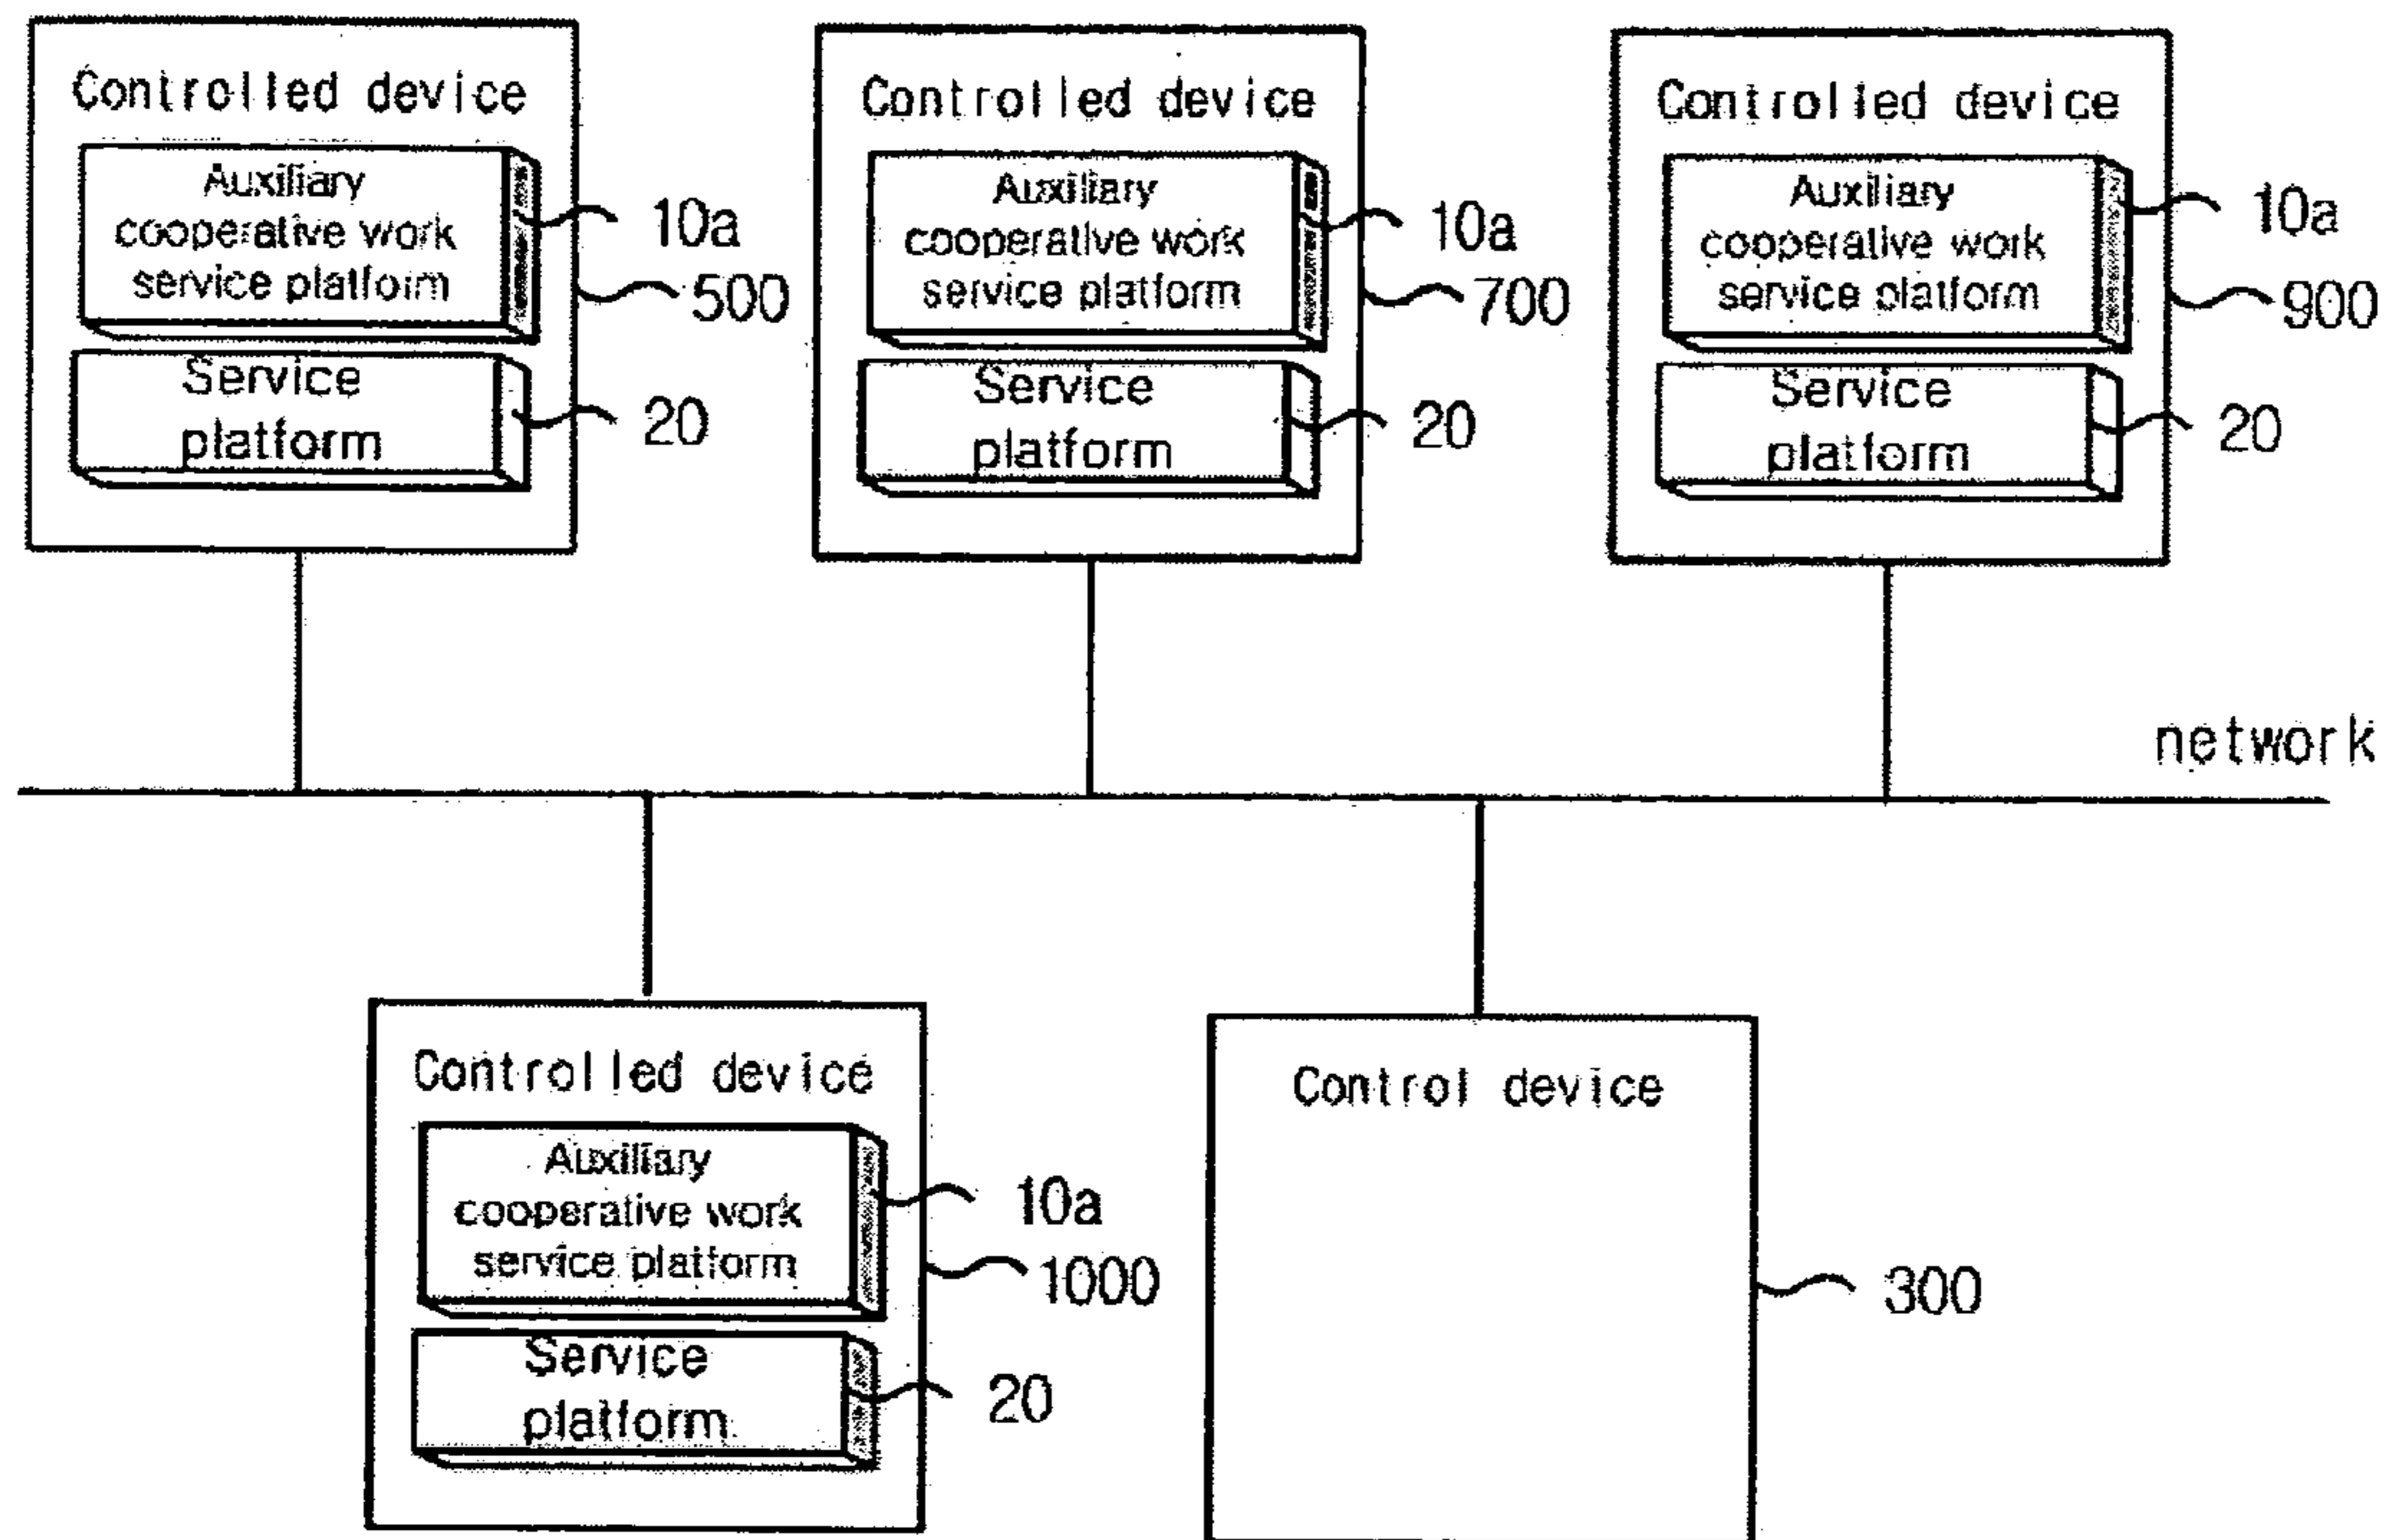 Controlled device
Auxiliary
cooperative work
service platform
10a
500
Service
platform
20
Controlled device
Auxiliary
cooperative work
service platform
10a
700
Service
platform
20
Controlled device
Auxiliary
cooperative work
service platform
10a
900
Service
platform
20
network
Controlled device
Auxiliary
cooperative work
service platform
10a
1000
Service
platform
20
Control device
300